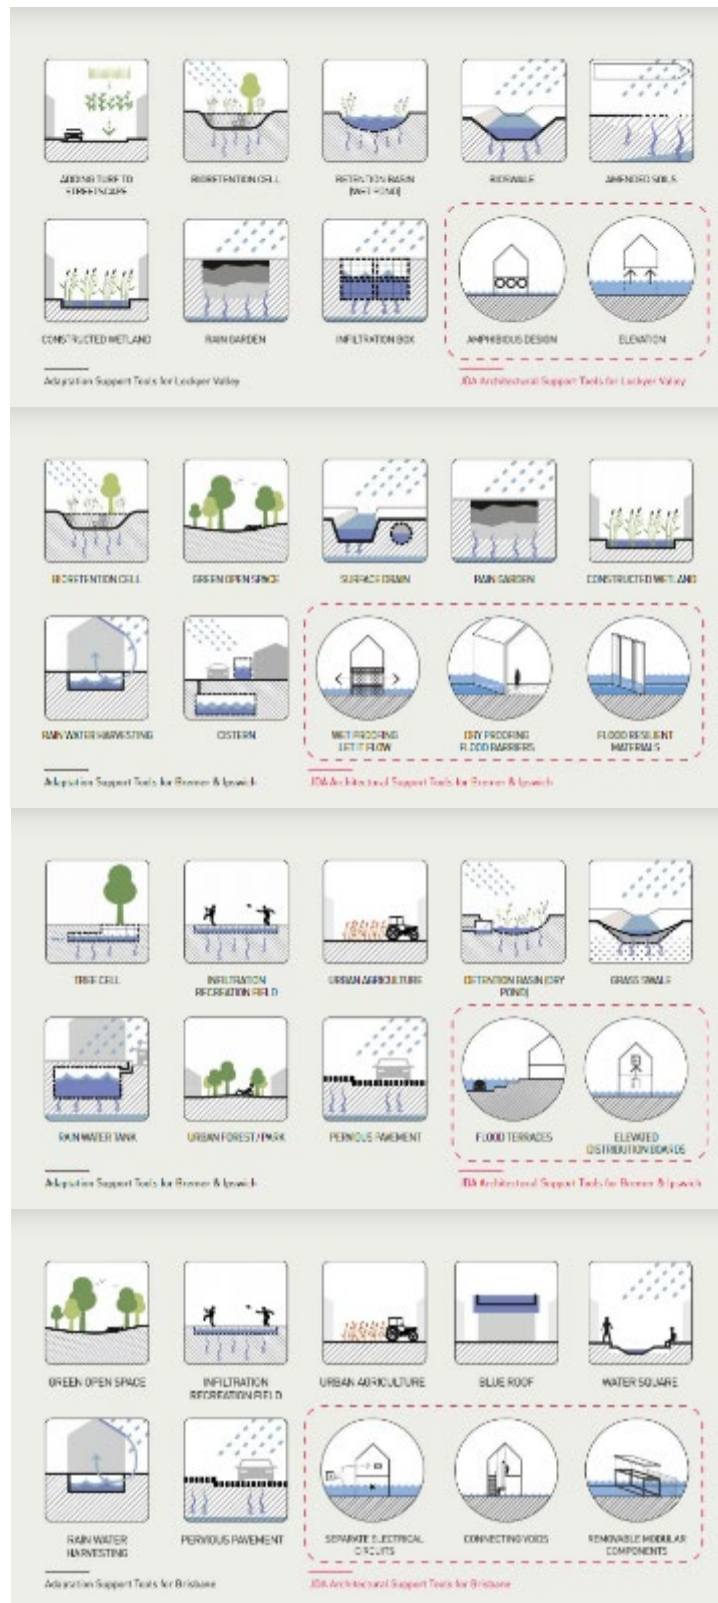 ADDING TURF TO
STREETSCAPE
BIORETENTION CELL
RETENTION BASIN
(WET POND)
BIOSWALE
AMENDED SOILS
CONSTRUCTED WETLAND
RAIN GARDEN
INFILTRATION BOX
AMPHIBIOUS DESIGN
ELEVATION
Adaptation Support Tools for Lockyer Valley
JDA Architectural Support Tools for Lockyer Valley
BIORETENTION CELL
GREEN OPEN SPACE
SURFACE DRAIN
RAIN GARDEN
CONSTRUCTED WETLAND
RAIN WATER HARVESTING
CISTERN
WET PROOFING
LET IT FLOW
DRY PROOFING
FLOOD BARRIERS
FLOOD RESILIENT
MATERIALS
Adaptation Support Tools for Bremer & Ipswich
JDA Architectural Support Tools for Bremer & Ipswich
TREE CELL
INFILTRATION
RECREATION FIELD
URBAN AGRICULTURE
DETENTION BASIN (DRY
POND)
GRASS SWALE
RAIN WATER TANK
URBAN FOREST/ PARK
PERVIOUS PAVEMENT
FLOOD TERRACES
ELEVATED
DISTRIBUTION BOARDS
Adaptation Support Tools for Bremer & Ipswich
JDA Architectural Support Tools for Bremer & Ipswich
GREEN OPEN SPACE
INFILTRATION
RECREATION FIELD
URBAN AGRICULTURE
BLUE ROOF
WATER SQUARE
RAIN WATER
HARVESTING
PERVIOUS PAVEMENT
SEPARATE ELECTRICAL
CIRCUITS
CONNECTING VOIDS
REMOVABLE MODULAR
COMPONENTS
Adaptation Support Tools for Brisbane
JDA Architectural Support Tools for Brisbane